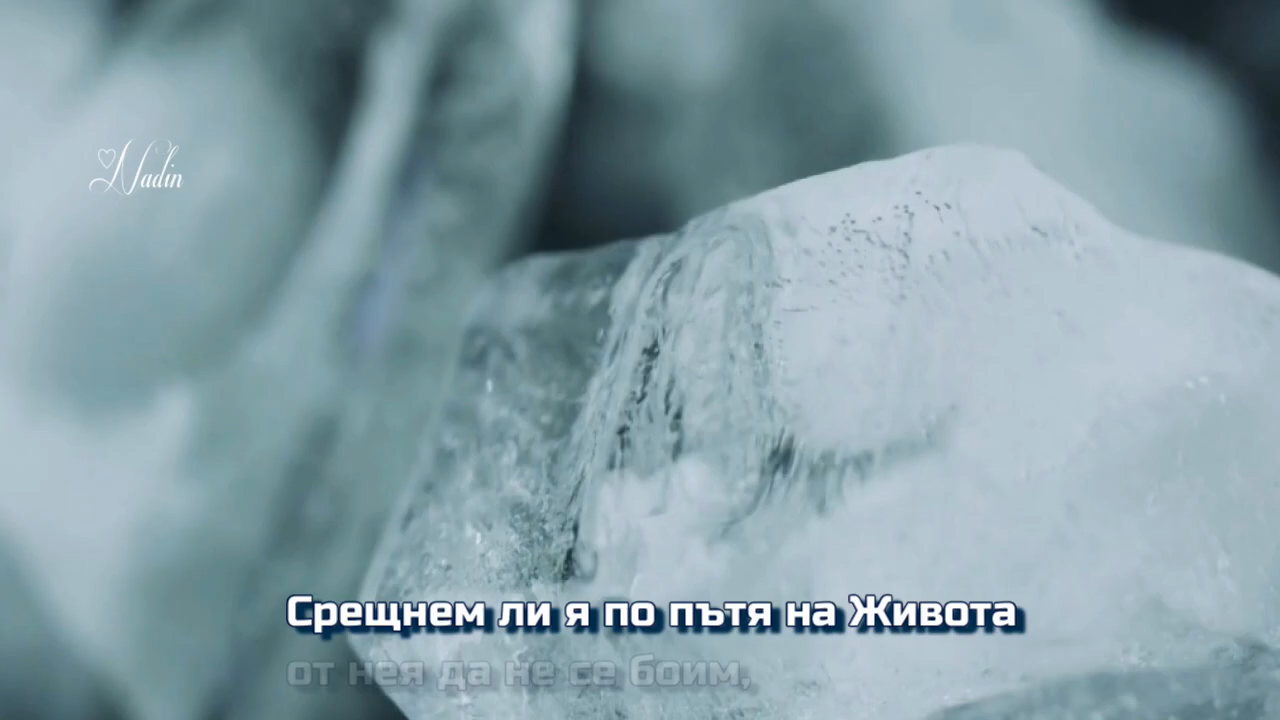 Nadin
Срещнем ли я по пътя на Живота
от нея да не се боим,